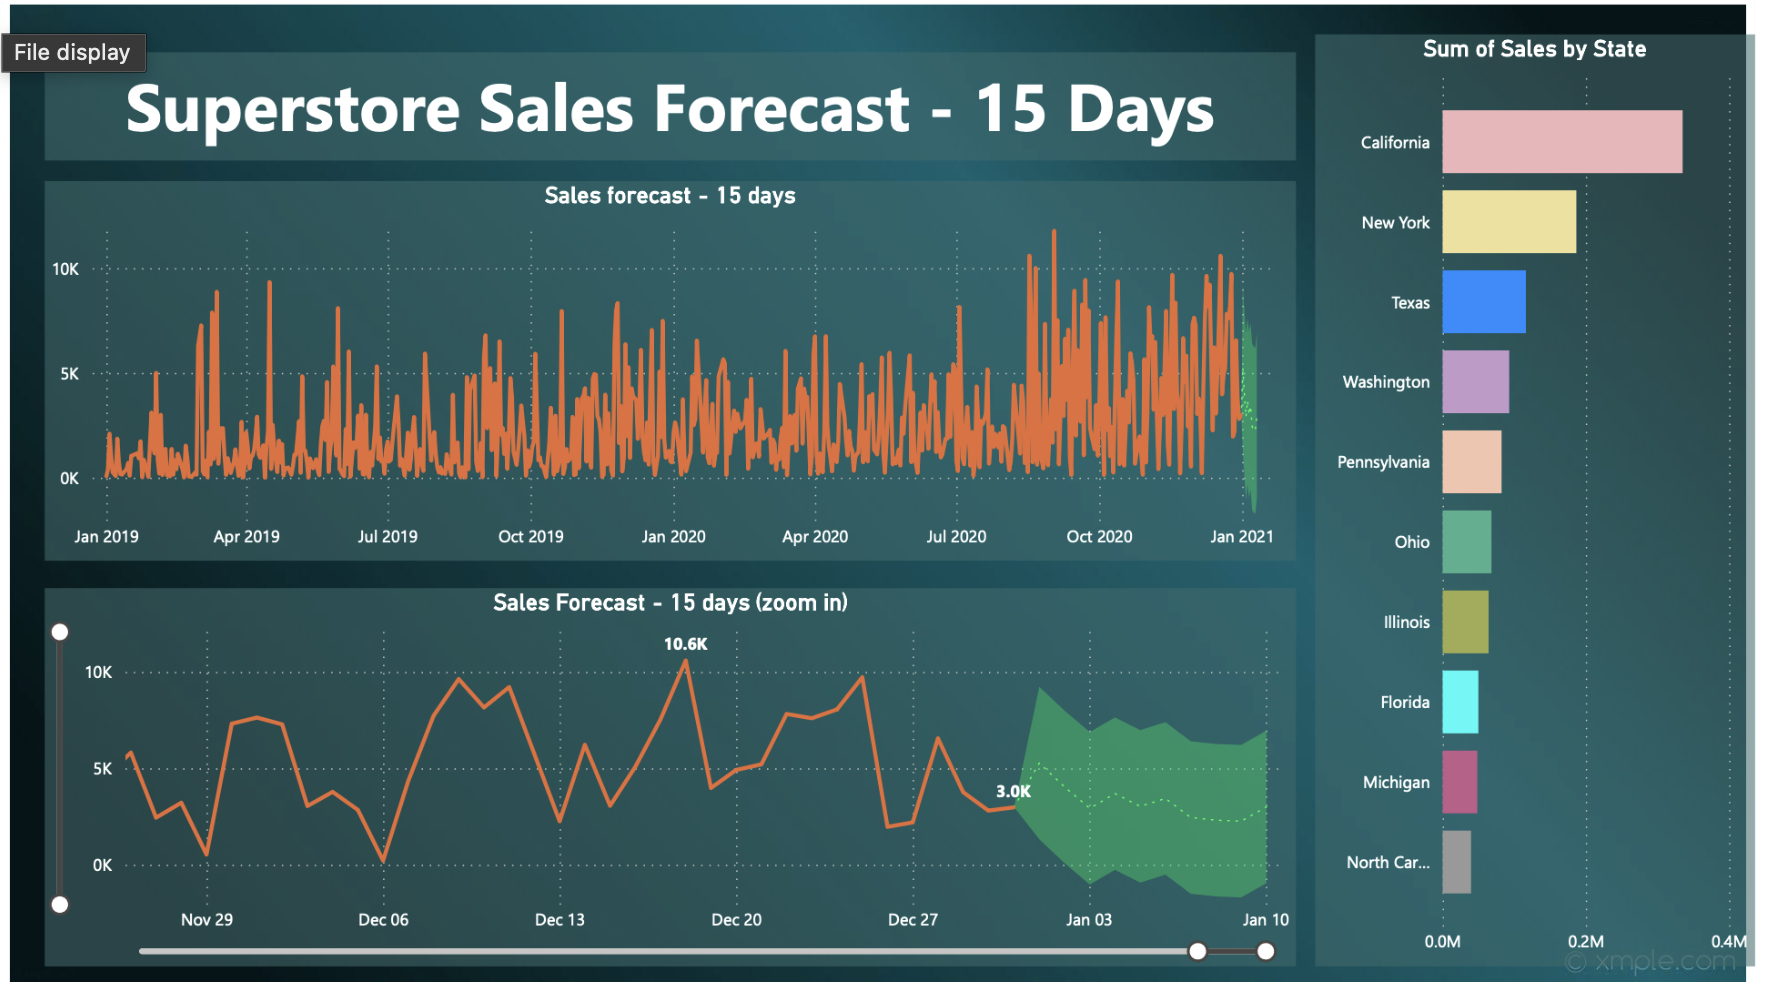 File display
Superstore Sales Forecast - 15 Days
Sales forecast - 15 days
10K
5K
0K
Jan 2019 Apr 2019 Jul 2019 Oct 2019 Jan 2020 Apr 2020 Jul 2020 Oct 2020 Jan 2021
Sales Forecast - 15 days (zoom in)
10.6K
10K
5K
3.0K
0K
Nov 29 Dec 06 Dec 13 Dec 20 Dec 27 Jan 03 Jan 10
Sum of Sales by State
California
New York
Texas
Washington
Pennsylvania
Ohio
Illinois
Florida
Michigan
North Car...
0.0M 0.2M 0.4M
© xmple.com